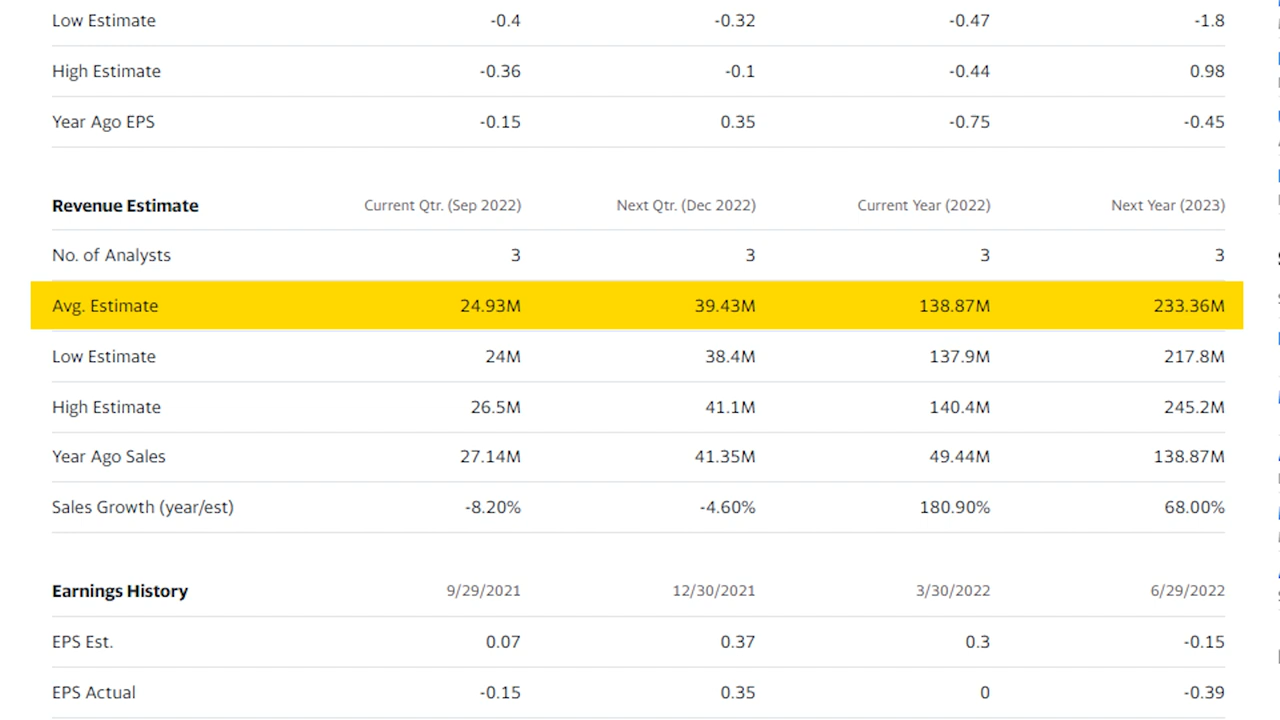 Low Estimate -0.4 -0.32 -0.47 -1.8
High Estimate -0.36 -0.1 -0.44 0.98
Year Ago EPS -0.15 0.35 -0.75 -0.45
Revenue Estimate Current Qtr. (Sep 2022) Next Qtr. (Dec 2022) Current Year (2022) Next Year (2023)
No. of Analysts 3 3 3 3
Avg. Estimate 24.93M 39.43M 138.87M 233.36M
Low Estimate 24M 38.4M 137.9M 217.8M
High Estimate 26.5M 41.1M 140.4M 245.2M
Year Ago Sales 27.14M 41.35M 49.44M 138.87M
Sales Growth (year/est) -8.20% -4.60% 180.90% 68.00%
Earnings History 9/29/2021 12/30/2021 3/30/2022 6/29/2022
EPS Est. 0.07 0.37 0.3 -0.15
EPS Actual -0.15 0.35 0 -0.39